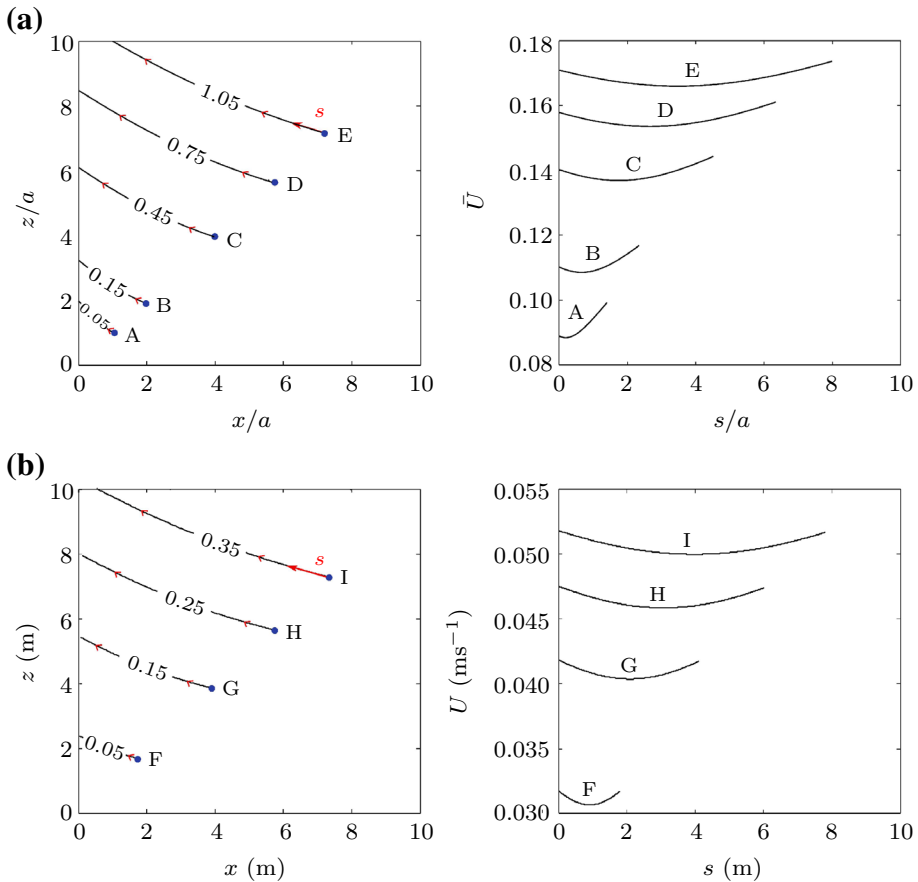 (a)
10
8
6
4
2
0
z/a
1.05
s
E
0.75
D
0.45
C
0.15
B
0.05
A
0 2 4 6 8 10
x/a
0.18
0.16
0.14
0.12
0.10
0.08
Ū
E
D
C
B
A
0 2 4 6 8 10
s/a
(b)
10
8
6
4
2
0
z (m)
0.35
s
I
0.25
H
0.15
G
0.05
F
0 2 4 6 8 10
x (m)
0.055
0.050
0.045
0.040
0.035
0.030
U (ms⁻¹)
I
H
G
F
0 2 4 6 8 10
s (m)